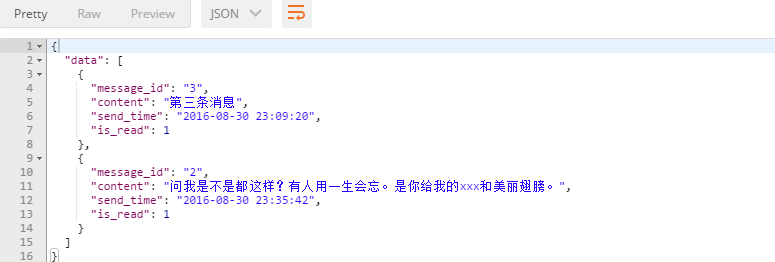 Pretty Raw Preview JSON
1 {
2 "data": [
3 {
4 "message_id": "3",
5 "content": "第三条消息",
6 "send_time": "2016-08-30 23:09:20",
7 "is_read": 1
8 },
9 {
10 "message_id": "2",
11 "content": "问我是不是都这样？有人用一生会忘。是你给我的xxx和美丽翅膀。",
12 "send_time": "2016-08-30 23:35:42",
13 "is_read": 1
14 }
15 ]
16 }